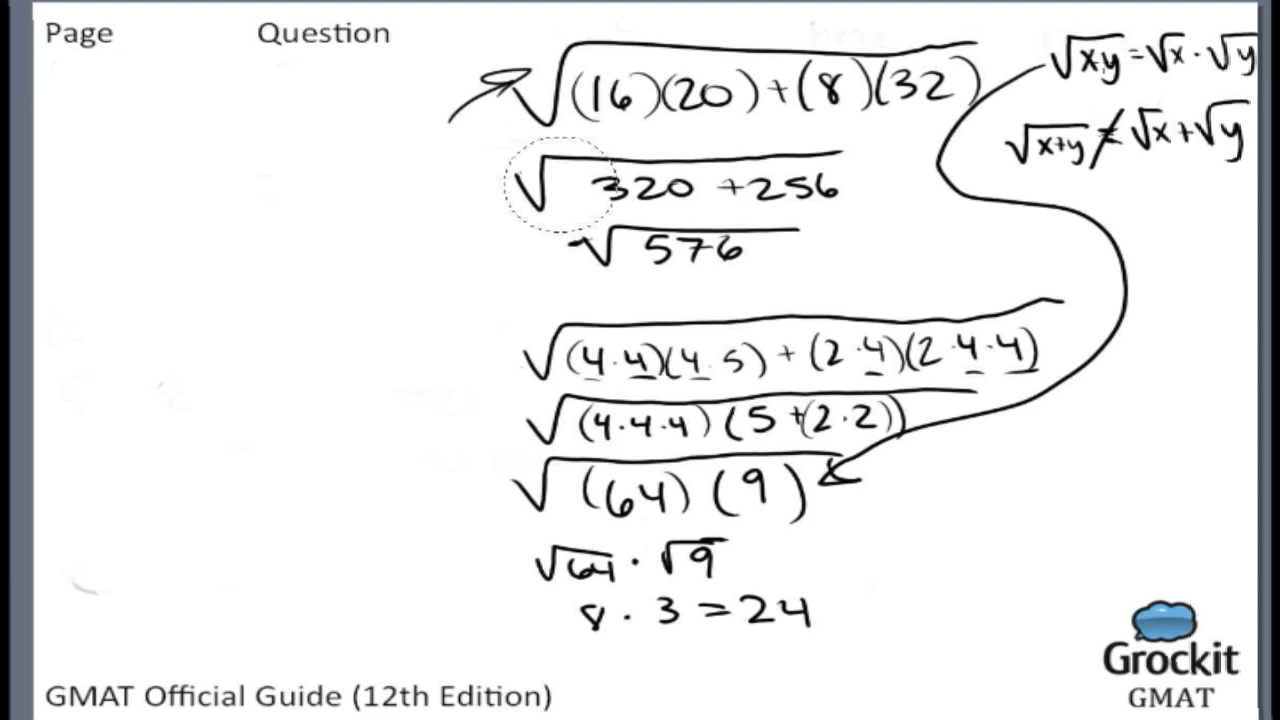 Page Question
√(16)(20)+(8)(32)
√xy=√x·√y
√x+y≠√x+√y
√320+256
√576
√(4·4)(4·5)+(2·4)(2·4·4)
√(4·4·4)(5+(2·2))
√(64)(9)
√64·√9
8·3=24
Grockit
GMAT
GMAT Official Guide (12th Edition)